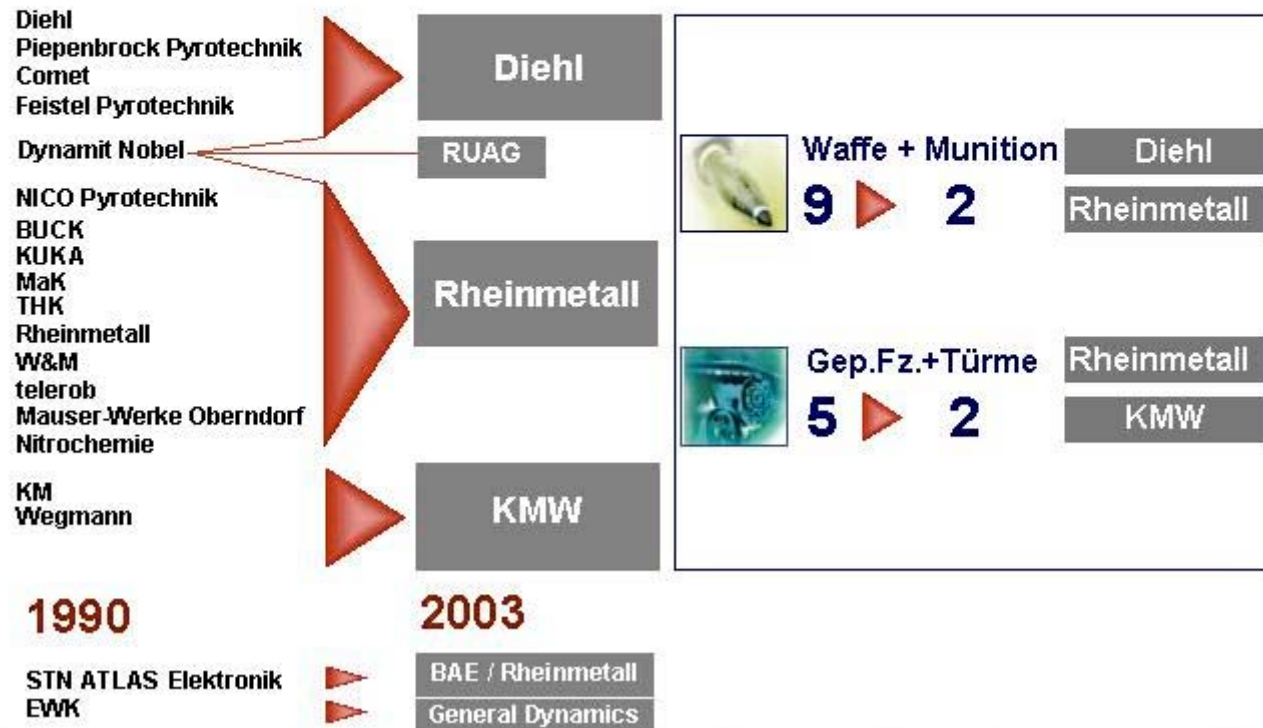 Diehl
Piepenbrock Pyrotechnik
Comet
Feistel Pyrotechnik
Diehl
Dynamit Nobel
RUAG
NICO Pyrotechnik
BUCK
KUKA
MaK
THK
Rheinmetall
W&M
telerob
Mauser-Werke Oberndorf
Nitrochemie
Rheinmetall
KM
Wegmann
KMW
1990
2003
STN ATLAS Elektronik
BAE / Rheinmetall
EWK
General Dynamics
Waffe + Munition
9 2
Diehl
Rheinmetall
Gep.Fz.+Türme
5 2
Rheinmetall
KMW